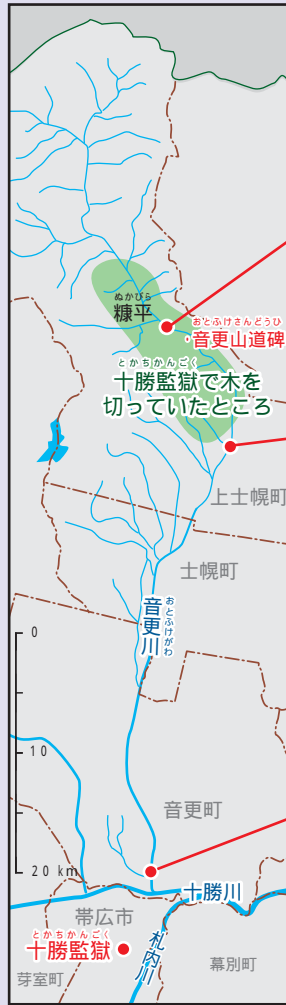 ぬかびら
糠平
おとふけさんどうひ
音更山道碑
とかちかんごく
十勝監獄で木を
切っていたところ
上士幌町
士幌町
おとふけがわ
音更川
0
10
音更町
20 km
十勝川
帯広市
とかちかんごく
十勝監獄
札内川
幕別町
芽室町